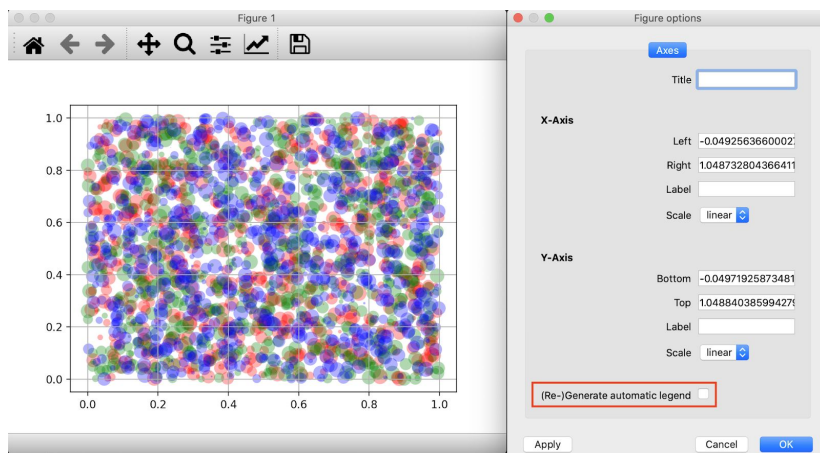 Figure 1
1.0
0.8
0.6
0.4
0.2
0.0
0.0 0.2 0.4 0.6 0.8 1.0
Figure options
Axes
Title
X-Axis
Left -0.0492563660002
Right 1.048732804366411
Label
Scale linear
Y-Axis
Bottom -0.04971925873481
Top 1.048840385994279
Label
Scale linear
(Re-)Generate automatic legend
Apply Cancel OK